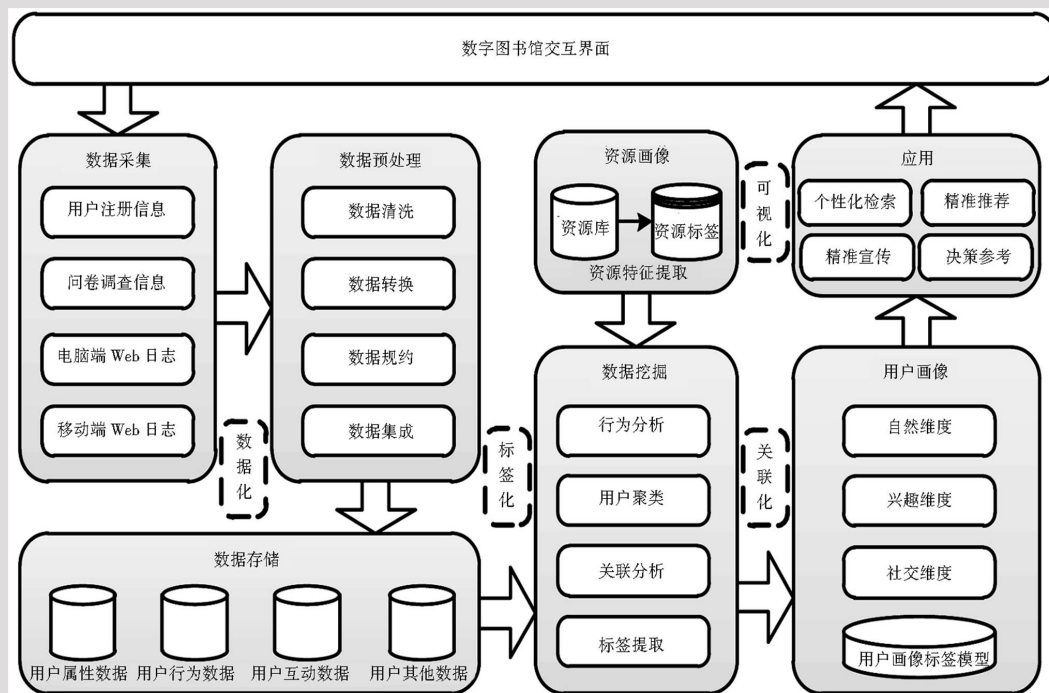 数字图书馆交互界面
数据采集
用户注册信息
问卷调查信息
电脑端 Web 日志
移动端 Web 日志
数据化
数据预处理
数据清洗
数据转换
数据规约
数据集成
数据存储
用户属性数据
用户行为数据
用户互动数据
用户其他数据
标签化
资源画像
资源库
资源标签
资源特征提取
数据挖掘
行为分析
用户聚类
关联分析
标签提取
关联化
用户画像
自然维度
兴趣维度
社交维度
用户画像标签模型
可视化
应用
个性化检索
精准推荐
精准宣传
决策参考